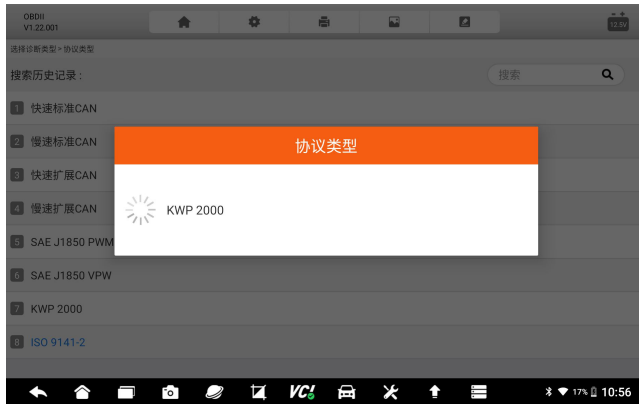 OBDII
V1.22.001
12.9V
选择诊断类型>协议类型
搜索历史记录:
搜索
1 快速标准CAN
2 慢速标准CAN
协议类型
3 快速扩展CAN
4 慢速扩展CAN
KWP 2000
5 SAE J1850 PWM
6 SAE J1850 VPW
7 KWP 2000
8 ISO 9141-2
VC!
17% 10:56